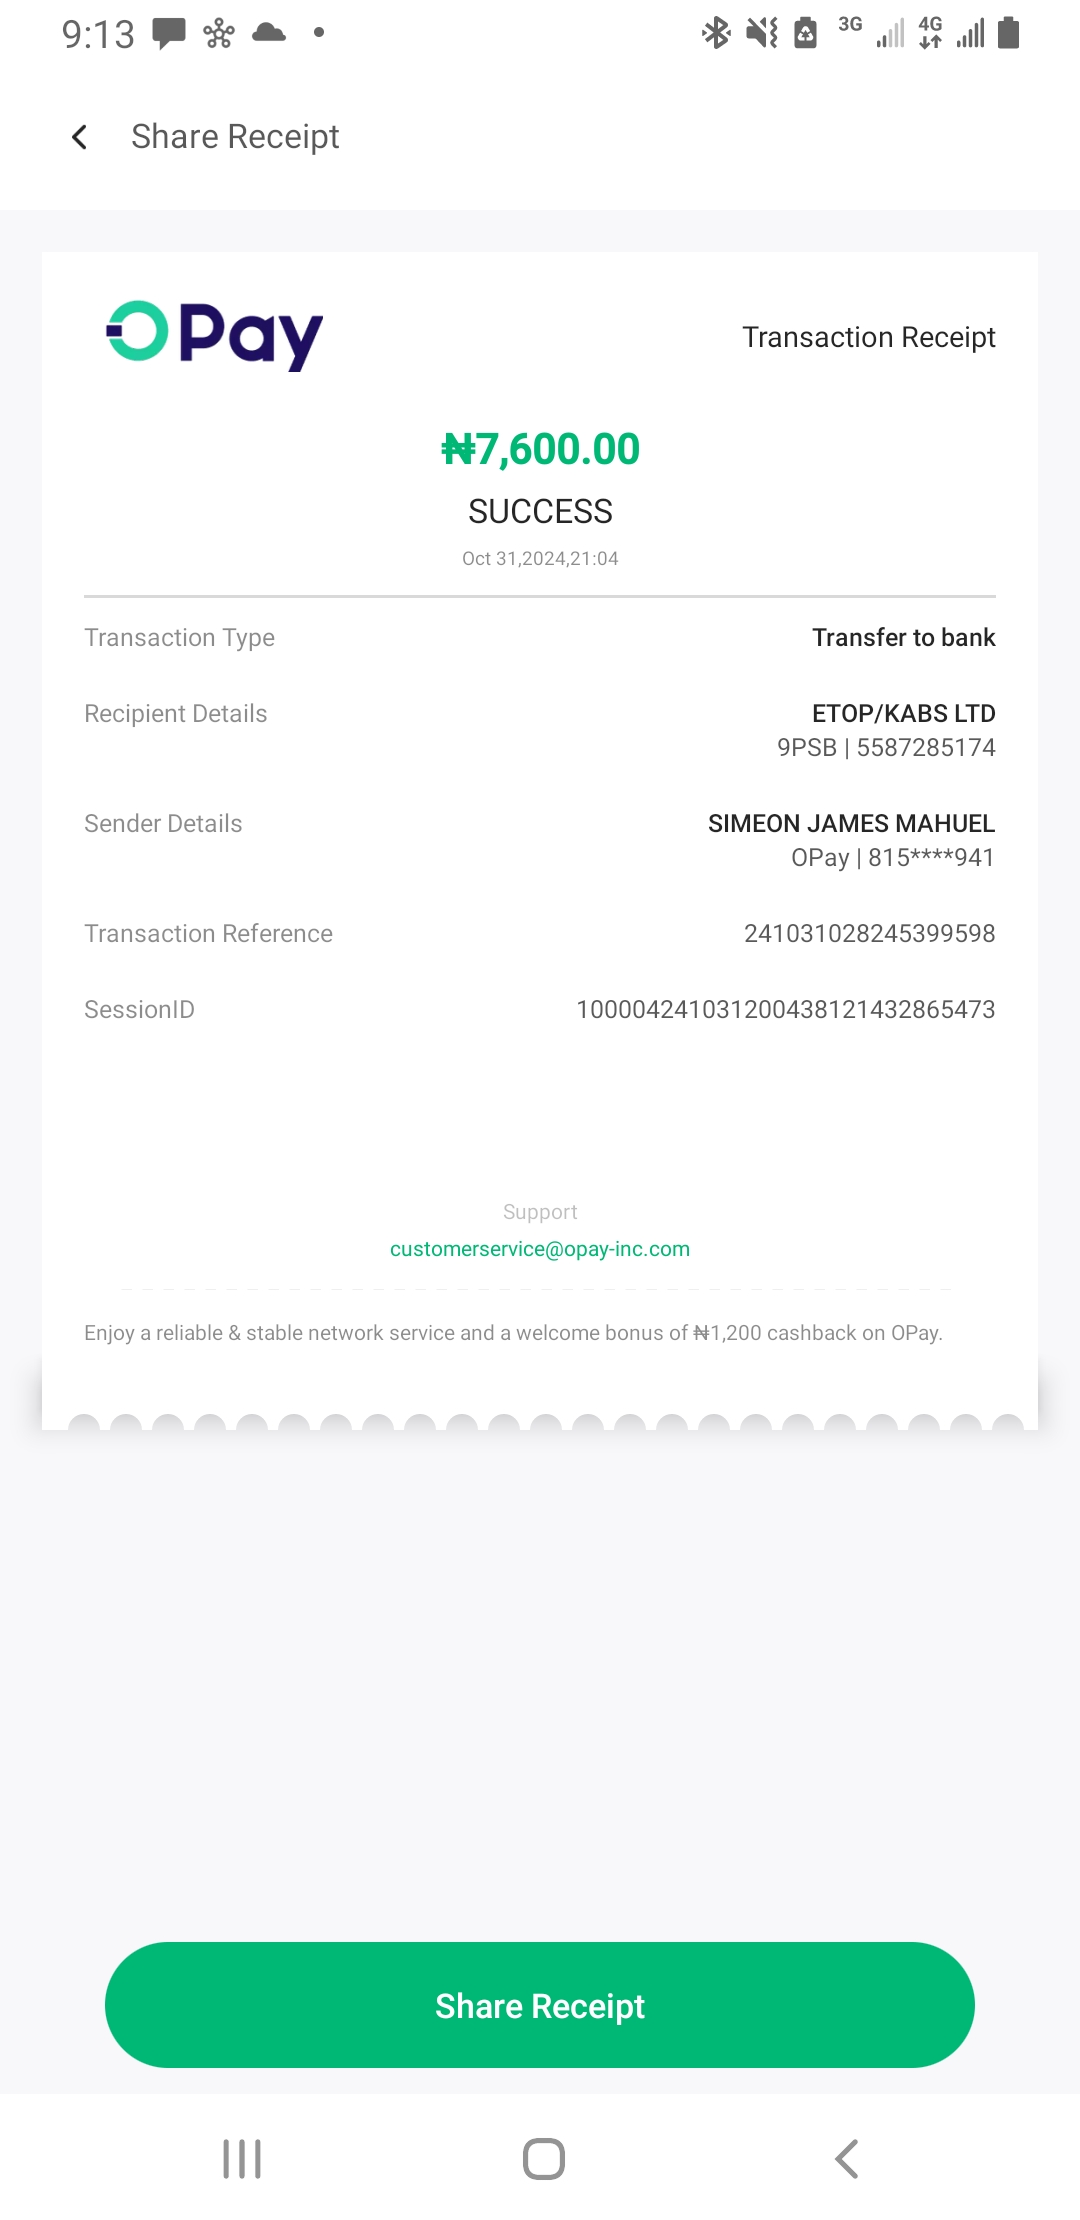 9:13 3G 4G
Share Receipt
OPay Transaction Receipt
₦7,600.00
SUCCESS
Oct 31,2024,21:04
Transaction Type Transfer to bank
Recipient Details ETOP/KABS LTD
9PSB | 5587285174
Sender Details SIMEON JAMES MAHUEL
OPay | 815****941
Transaction Reference 241031028245399598
SessionID 100004241031200438121432865473
Support
customerservice@opay-inc.com
Enjoy a reliable & stable network service and a welcome bonus of ₦1,200 cashback on OPay.
Share Receipt